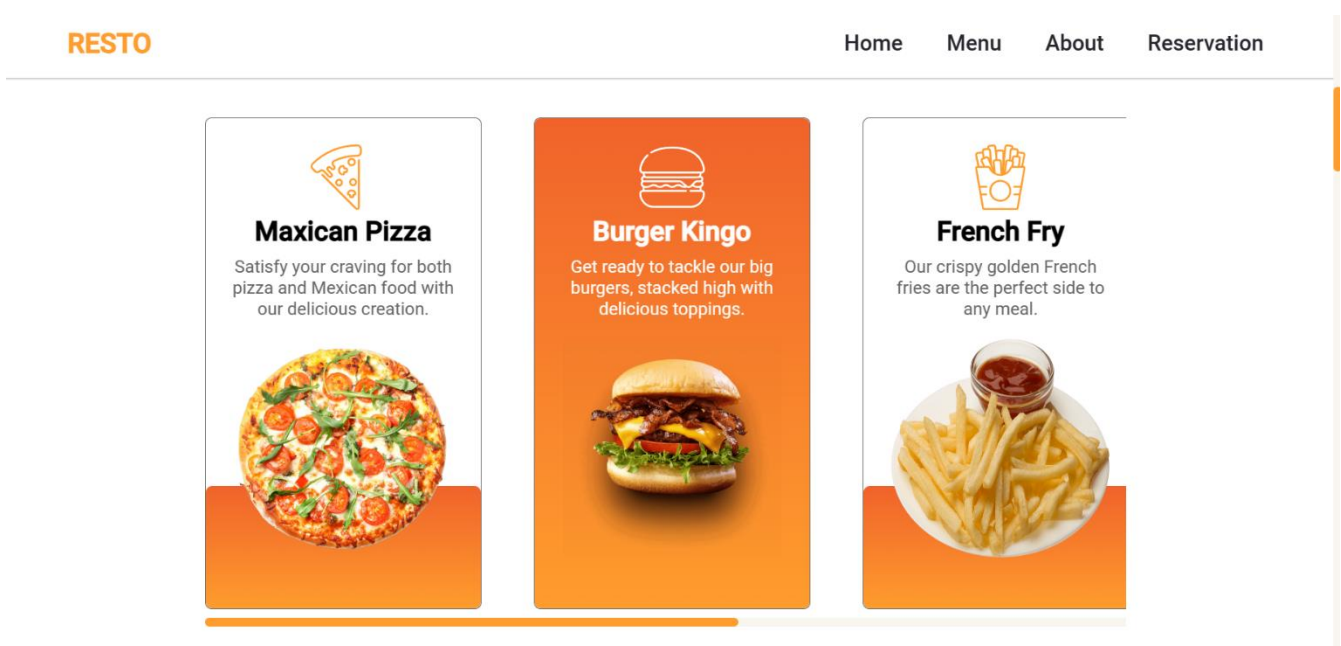 RESTO
Home Menu About Reservation
Maxican Pizza
Satisfy your craving for both
pizza and Mexican food with
our delicious creation.
Burger Kingo
Get ready to tackle our big
burgers, stacked high with
delicious toppings.
French Fry
Our crispy golden French
fries are the perfect side to
any meal.